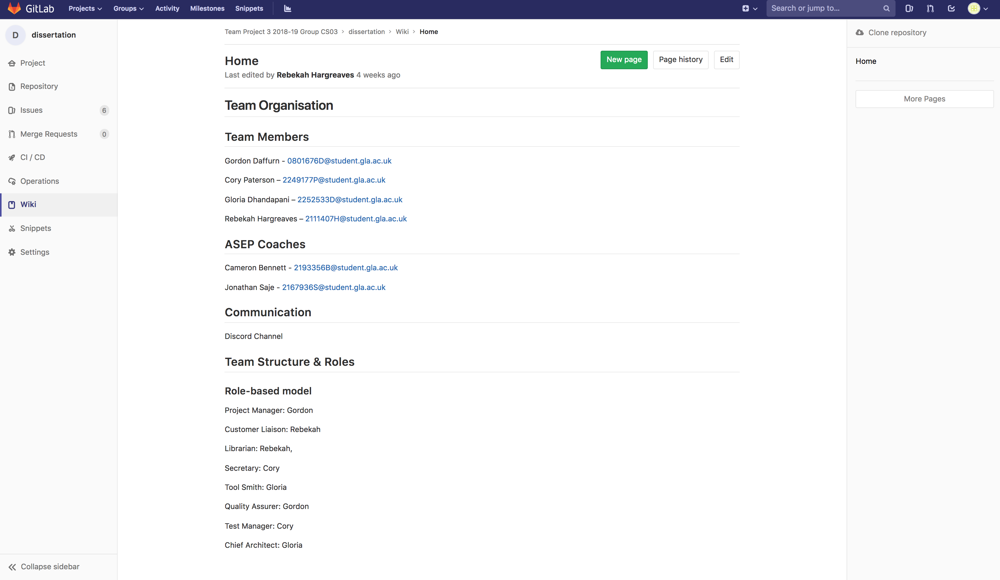 GitLab Projects Groups Activity Milestones Snippets Search or jump to...
D dissertation
Project
Repository
Issues 6
Merge Requests 0
CI / CD
Operations
Wiki
Snippets
Settings
Collapse sidebar
Team Project 3 2018-19 Group CS03 > dissertation > Wiki > Home
Home
New page Page history Edit
Last edited by Rebekah Hargreaves 4 weeks ago
Team Organisation
Team Members
Gordon Daffurn - 0801676D@student.gla.ac.uk
Cory Paterson – 2249177P@student.gla.ac.uk
Gloria Dhandapani – 2252533D@student.gla.ac.uk
Rebekah Hargreaves – 2111407H@student.gla.ac.uk
ASEP Coaches
Cameron Bennett - 2193356B@student.gla.ac.uk
Jonathan Saje - 2167936S@student.gla.ac.uk
Communication
Discord Channel
Team Structure & Roles
Role-based model
Project Manager: Gordon
Customer Liaison: Rebekah
Librarian: Rebekah,
Secretary: Cory
Tool Smith: Gloria
Quality Assurer: Gordon
Test Manager: Cory
Chief Architect: Gloria
Clone repository
Home
More Pages